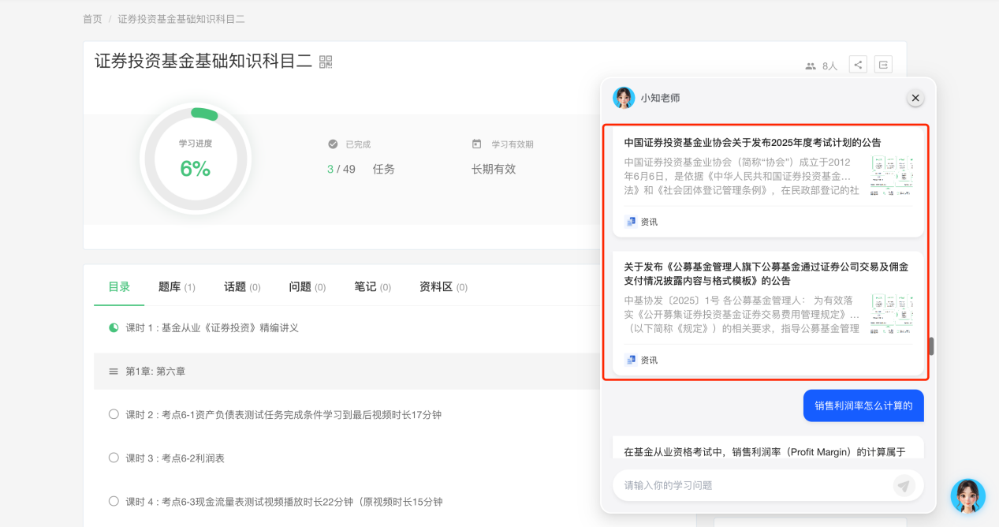 首页 / 证券投资基金基础知识科目二
证券投资基金基础知识科目二
8人
学习进度
6%
已完成
3 / 49 任务
学习有效期
长期有效
目录
题库 (1)
话题 (0)
问题 (0)
笔记 (0)
资料区 (0)
课时 1 : 基金从业《证券投资》精编讲义
第1章: 第六章
课时 2 : 考点6-1资产负债表测试任务完成条件学习到最后视频时长17分钟
课时 3 : 考点6-2利润表
课时 4 : 考点6-3现金流量表测试视频播放时长22分钟（原视频时长15分钟
小知老师
中国证券投资基金业协会关于发布2025年度考试计划的公告
中国证券投资基金业协会（简称“协会”）成立于2012
年6月6日，是依据《中华人民共和国证券投资基金...
法》和《社会团体登记管理条例》，在民政部登记的社
资讯
关于发布《公募基金管理人旗下公募基金通过证券公司交易及佣金
支付情况披露内容与格式模板》的公告
中基协发〔2025〕1号 各公募基金管理人： 为有效落
实《公开募集证券投资基金证券交易费用管理规定》...
（以下简称《规定》）的相关要求，指导公募基金管理
资讯
销售利润率怎么计算的
在基金从业资格考试中，销售利润率（Profit Margin）的计算属于
请输入你的学习问题